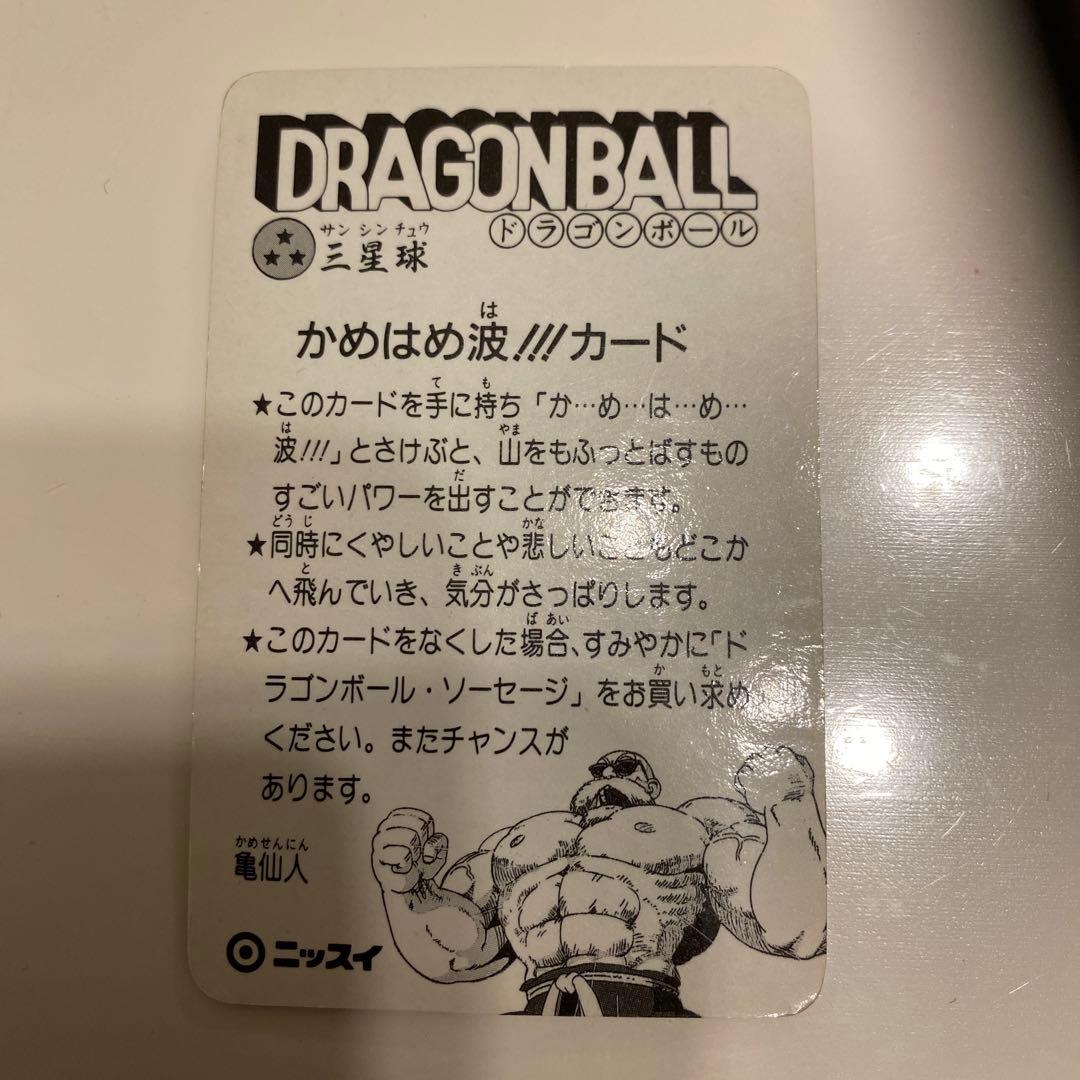 DRAGONBALL
ドラゴンボール
サンシンチュウ
三星球
は
かめはめ波!!!カード
て も
★このカードを手に持ち「か…め…は…め…
は やま
波!!!」とさけぶと、山をもふっとばすもの
だ
すごいパワーを出すことができます。
どうじ かな
★同時にくやしいことや悲しいこともどこか
と きぶん
へ飛んでいき、気分がさっぱりします。
ばあい
★このカードをなくした場合、すみやかに「ド
か もと
ラゴンボール・ソーセージ」をお買い求め
ください。またチャンスが
あります。
かめせんにん
亀仙人
ニッスイ